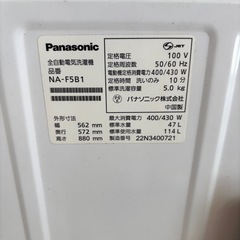 Panasonic
全自動電気洗濯機
品番
NA-F5B1
JET
定格電圧 100 V
定格周波数 50/60 Hz
電動機定格消費電力 400/430 W
定格時間 洗いのみ 10 分
標準洗濯容量 5.0 kg
パナソニック株式会社
中国製
外形寸法
幅 562 mm
奥行 572 mm
高さ 880 mm
最大消費電力 400/430 W
標準水量 47 L
標準使用水量 114 L
製造番号 22N3400721